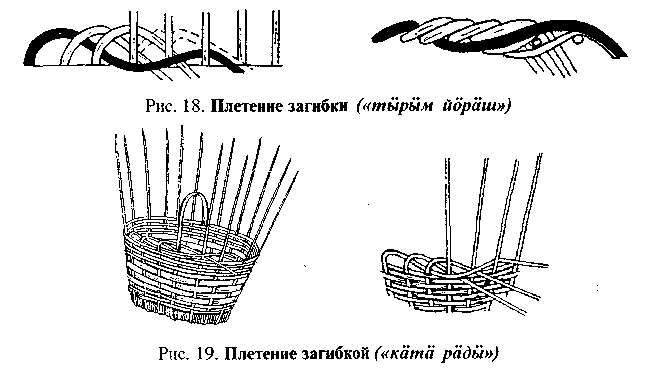 Рис. 18. Плетение загибки («тӹрӹм йӧрӓш»)
Рис. 19. Плетение загибкой («кӓтӓ рӓдӹ»)